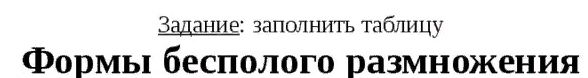 Задание: заполнить таблицу
Формы бесполого размножения